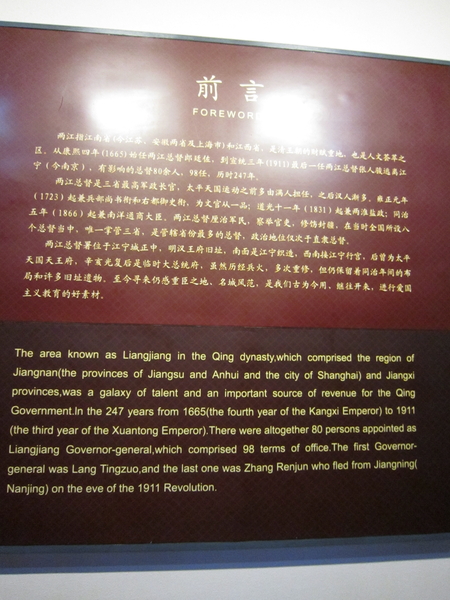 前言
FOREWORD
两江指江南省(今江苏、安徽两省及上海市)和江西省，是清王朝的财赋重地，也是人文荟萃之
区。从康熙四年(1665)始任两江总督郎廷佐，到宣统三年(1911)最后一任两江总督张人骏逃离江
宁（今南京），有影响的总督80余人，98任，历时247年。
两江总督是三省最高军政长官，太平天国运动之前多由满人担任，之后汉人渐多。雍正元年
（1723）起兼兵部尚书衔和右都御史衔，为文官从一品；道光十一年（1831）起兼两淮盐政；同治
五年（1866）起兼南洋通商大臣。两江总督厘治军民，察举官吏，修饬封疆，在当时全国所设八
个总督当中，唯一掌管三省，是管辖省份最多的总督，政治地位仅次于直隶总督。
两江总督署位于江宁城正中，明汉王府旧址，南面是江宁织造，西南接江宁行宫，后曾为太平
天国天王府，辛亥光复后是临时大总统府，虽然历经兵火，多次重修，但仍保留着同治年间的布
局和许多旧址遗物。至今寻来仍感重臣之地，名城风范，是我们古为今用，继往开来，进行爱国
主义教育的好素材。
The area known as Liangjiang in the Qing dynasty,which comprised the region of
Jiangnan(the provinces of Jiangsu and Anhui and the city of Shanghai) and Jiangxi
provinces,was a galaxy of talent and an important source of revenue for the Qing
Government.In the 247 years from 1665(the fourth year of the Kangxi Emperor) to 1911
(the third year of the Xuantong Emperor).There were altogether 80 persons appointed as
Liangjiang Governor-general,which comprised 98 terms of office.The first Governor-
general was Lang Tingzuo,and the last one was Zhang Renjun who fled from Jiangning(
Nanjing) on the eve of the 1911 Revolution.